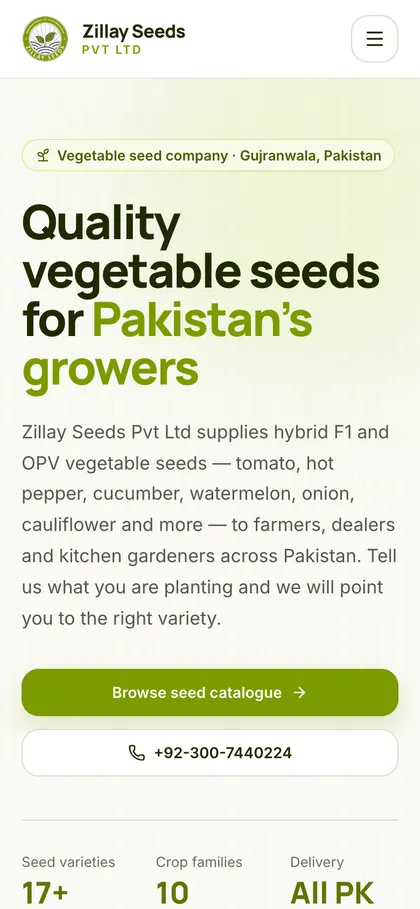 Zillay Seeds
PVT LTD
ZILLAY SEEDS
Vegetable seed company · Gujranwala, Pakistan
Quality
vegetable seeds
for Pakistan’s
growers
Zillay Seeds Pvt Ltd supplies hybrid F1 and
OPV vegetable seeds — tomato, hot
pepper, cucumber, watermelon, onion,
cauliflower and more — to farmers, dealers
and kitchen gardeners across Pakistan. Tell
us what you are planting and we will point
you to the right variety.
Browse seed catalogue →
+92-300-7440224
Seed varieties Crop families Delivery
17+ 10 All PK